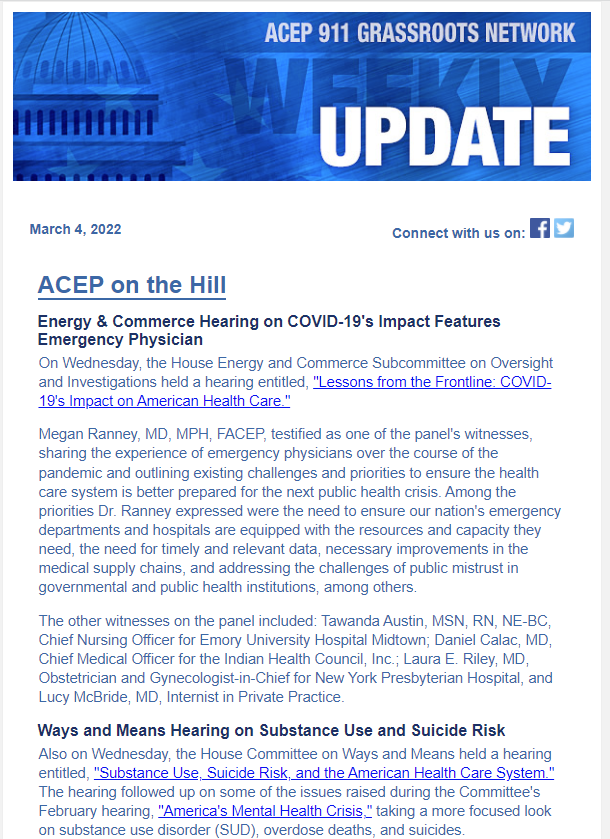 ACEP 911 GRASSROOTS NETWORK
WEEKLY
UPDATE
March 4, 2022
Connect with us on:
ACEP on the Hill
Energy & Commerce Hearing on COVID-19's Impact Features
Emergency Physician
On Wednesday, the House Energy and Commerce Subcommittee on Oversight
and Investigations held a hearing entitled, "Lessons from the Frontline: COVID-
19's Impact on American Health Care."
Megan Ranney, MD, MPH, FACEP, testified as one of the panel's witnesses,
sharing the experience of emergency physicians over the course of the
pandemic and outlining existing challenges and priorities to ensure the health
care system is better prepared for the next public health crisis. Among the
priorities Dr. Ranney expressed were the need to ensure our nation's emergency
departments and hospitals are equipped with the resources and capacity they
need, the need for timely and relevant data, necessary improvements in the
medical supply chains, and addressing the challenges of public mistrust in
governmental and public health institutions, among others.
The other witnesses on the panel included: Tawanda Austin, MSN, RN, NE-BC,
Chief Nursing Officer for Emory University Hospital Midtown; Daniel Calac, MD,
Chief Medical Officer for the Indian Health Council, Inc.; Laura E. Riley, MD,
Obstetrician and Gynecologist-in-Chief for New York Presbyterian Hospital, and
Lucy McBride, MD, Internist in Private Practice.
Ways and Means Hearing on Substance Use and Suicide Risk
Also on Wednesday, the House Committee on Ways and Means held a hearing
entitled, "Substance Use, Suicide Risk, and the American Health Care System."
The hearing followed up on some of the issues raised during the Committee's
February hearing, "America's Mental Health Crisis," taking a more focused look
on substance use disorder (SUD), overdose deaths, and suicides.